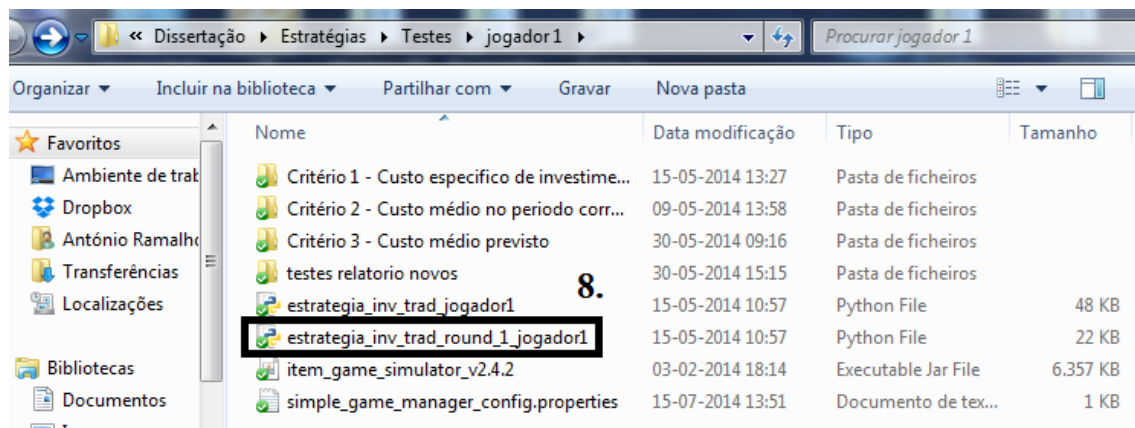 « Dissertação ▸ Estratégias ▸ Testes ▸ jogador 1 ▸ Procurar jogador 1
Organizar Incluir na biblioteca Partilhar com Gravar Nova pasta
Favoritos
Ambiente de trab
Dropbox
António Ramalho
Transferências
Localizações
Bibliotecas
Documentos
Nome Data modificação Tipo Tamanho
Critério 1 - Custo especifico de investime... 15-05-2014 13:27 Pasta de ficheiros
Critério 2 - Custo médio no periodo corr... 09-05-2014 13:58 Pasta de ficheiros
Critério 3 - Custo médio previsto 30-05-2014 09:16 Pasta de ficheiros
testes relatorio novos 30-05-2014 15:15 Pasta de ficheiros
8.
estrategia_inv_trad_jogador1 15-05-2014 10:57 Python File 48 KB
estrategia_inv_trad_round_1_jogador1 15-05-2014 10:57 Python File 22 KB
item_game_simulator_v2.4.2 03-02-2014 18:14 Executable Jar File 6.357 KB
simple_game_manager_config.properties 15-07-2014 13:51 Documento de tex... 1 KB